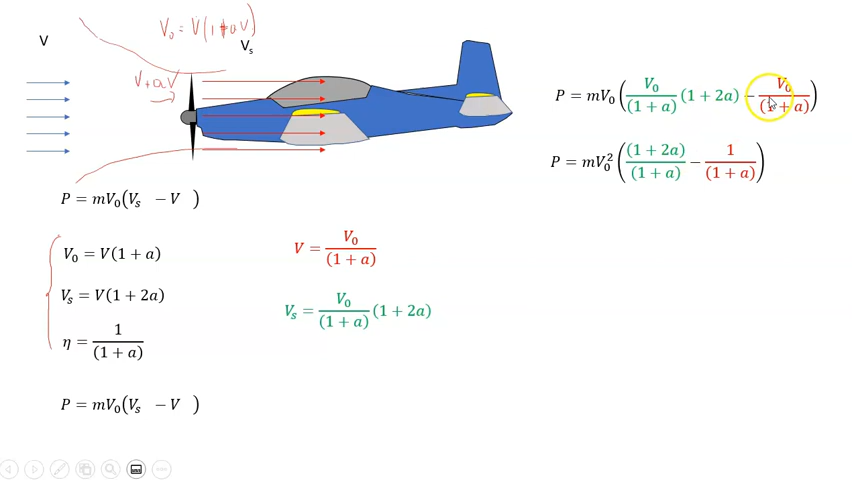 V₀ = V(1+aV)
V
Vₛ
V+aV
P = mV₀(Vₛ − V )
V₀ = V(1 + a)
Vₛ = V(1 + 2a)
η = 1/(1 + a)
P = mV₀(Vₛ − V )
V = V₀/(1 + a)
Vₛ = V₀/(1 + a) (1 + 2a)
P = mV₀(V₀/(1 + a) (1 + 2a) − V₀/(1 + a))
P = mV₀²((1 + 2a)/(1 + a) − 1/(1 + a))